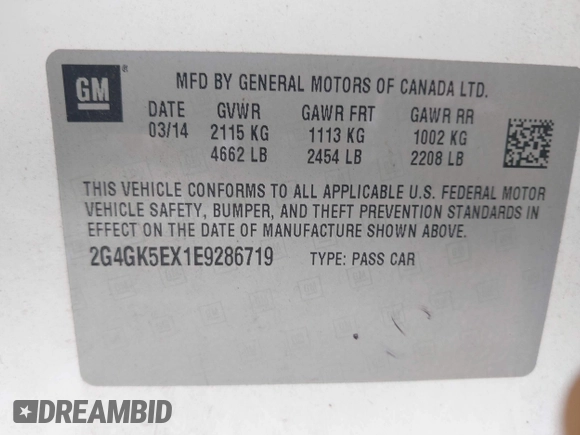 GM ®
MFD BY GENERAL MOTORS OF CANADA LTD.
DATE GVWR GAWR FRT GAWR RR
03/14 2115 KG 1113 KG 1002 KG
4662 LB 2454 LB 2208 LB
THIS VEHICLE CONFORMS TO ALL APPLICABLE U.S. FEDERAL MOTOR
VEHICLE SAFETY, BUMPER, AND THEFT PREVENTION STANDARDS IN
EFFECT ON THE DATE OF MANUFACTURE SHOWN ABOVE.
2G4GK5EX1E9286719 TYPE: PASS CAR
DREAMBID